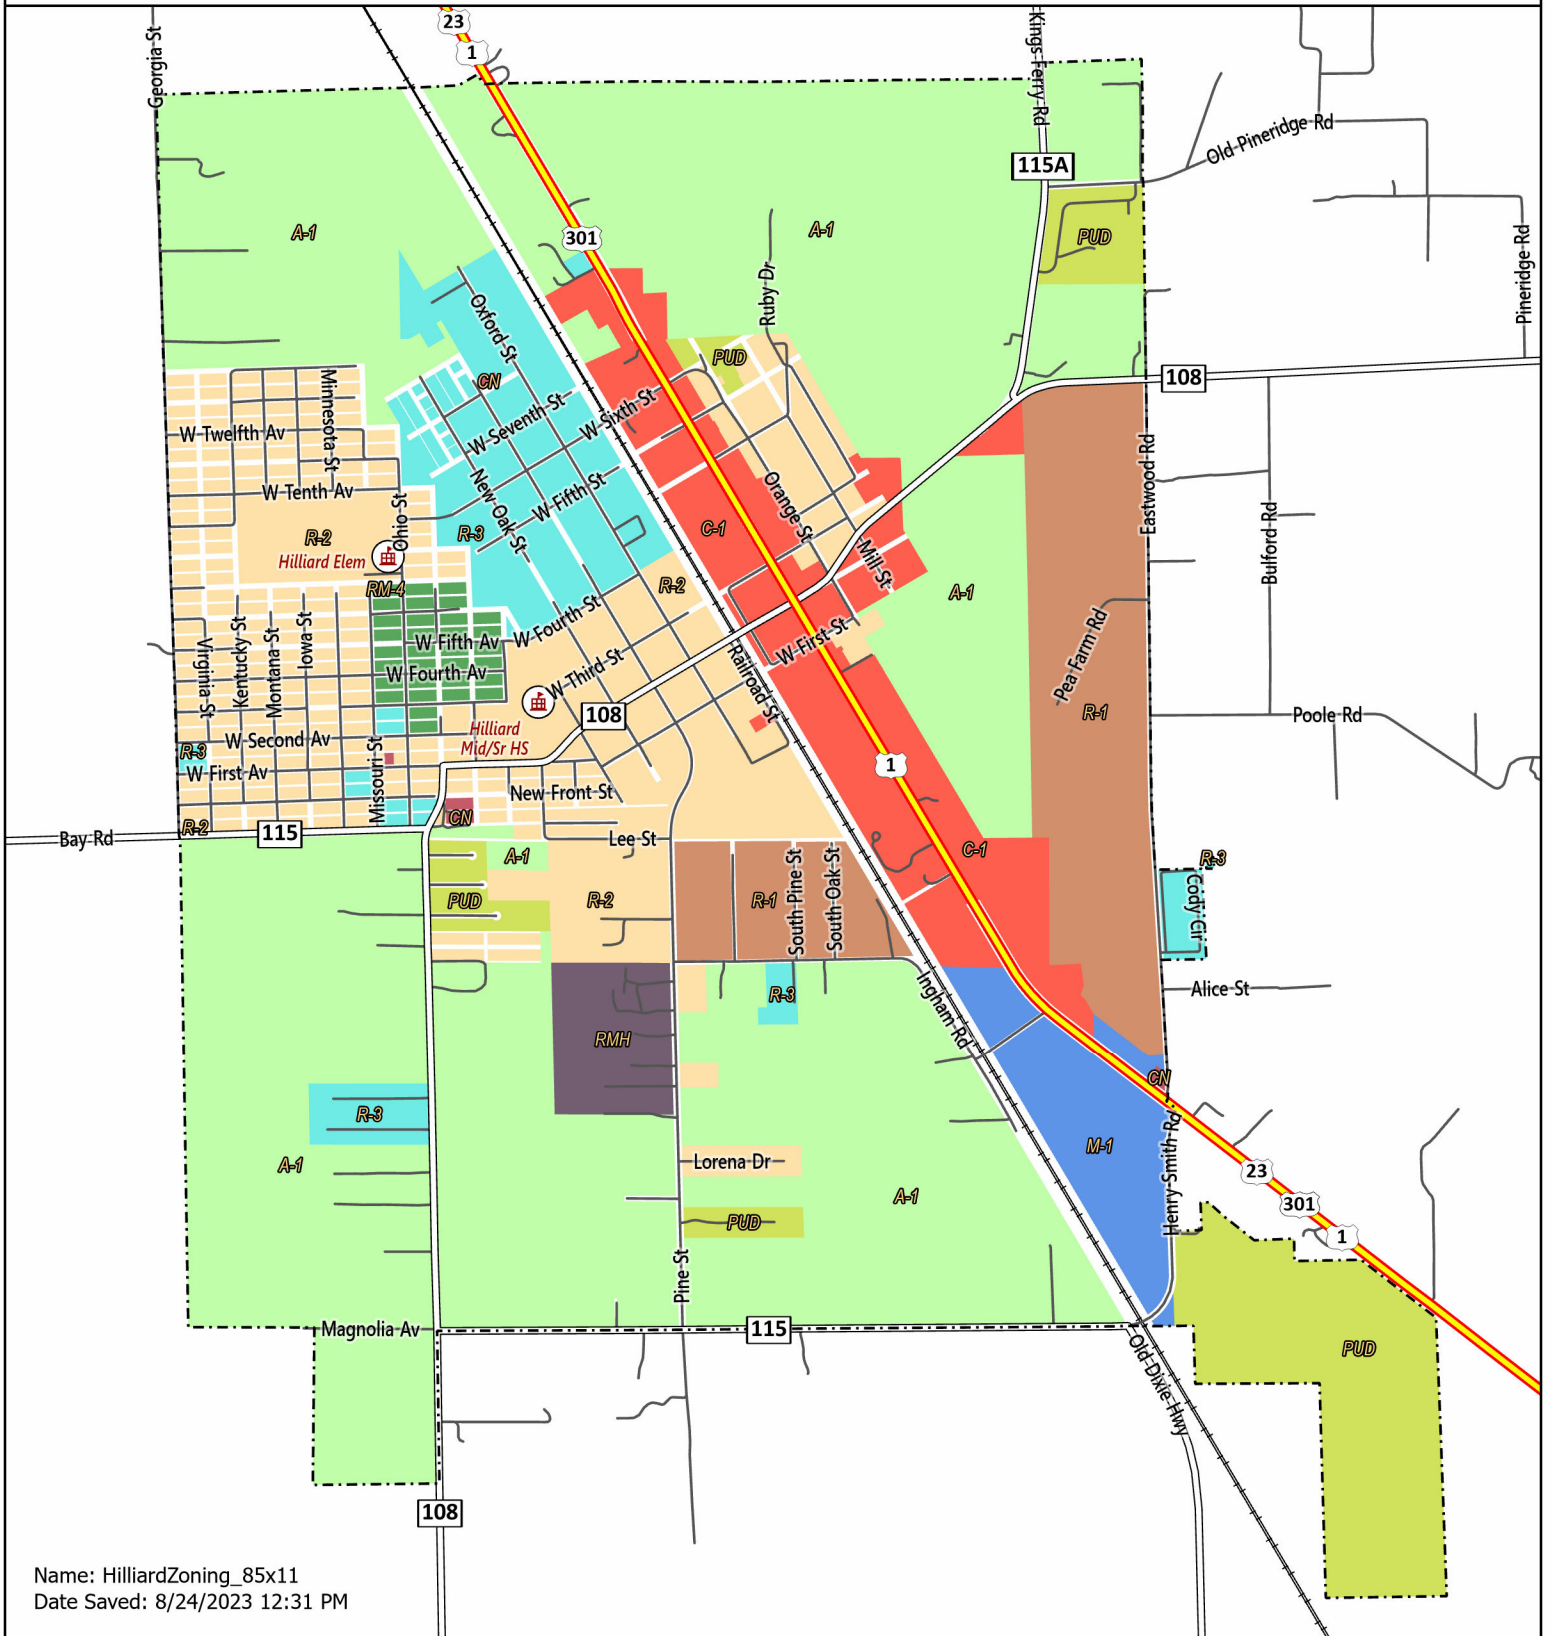 23
1
Georgia St
Kings Ferry Rd
Old Pineridge Rd
115A
A-1
301
A-1
PUD
Pineridge Rd
Ruby Dr
Oxford St
PUD
108
CN
Minnesota St
W Seventh St
W Sixth St
W Twelfth Av
Eastwood Rd
W Tenth Av
New Oak St
W Fifth St
Orange St
Ohio St
R-2
R-3
C-1
Bulford Rd
Hilliard Elem
Mill St
RM-4
R-2
A-1
W Fourth St
Iowa St
Kentucky St
Montana St
Virginia St
W Fifth Av
W First St
Pea Farm Rd
W Fourth Av
W Third St
Railroad St
108
R-1
Poole Rd
Hilliard
Mid/Sr HS
W Second Av
R-3
W First Av
Missouri St
1
New Front St
CN
R-2
115
Bay Rd
Lee St
A-1
C-1
R-3
PUD
R-2
R-1
South Pine St
South Oak St
Cody Cir
R-3
Alice St
Ingham Rd
RMH
CN
R-3
A-1
M-1
Henry Smith Rd
Lorena Dr
23
A-1
301
PUD
1
Pine St
Magnolia Av
115
PUD
Old Dixie Hwy
108
Name: HilliardZoning_85x11
Date Saved: 8/24/2023 12:31 PM